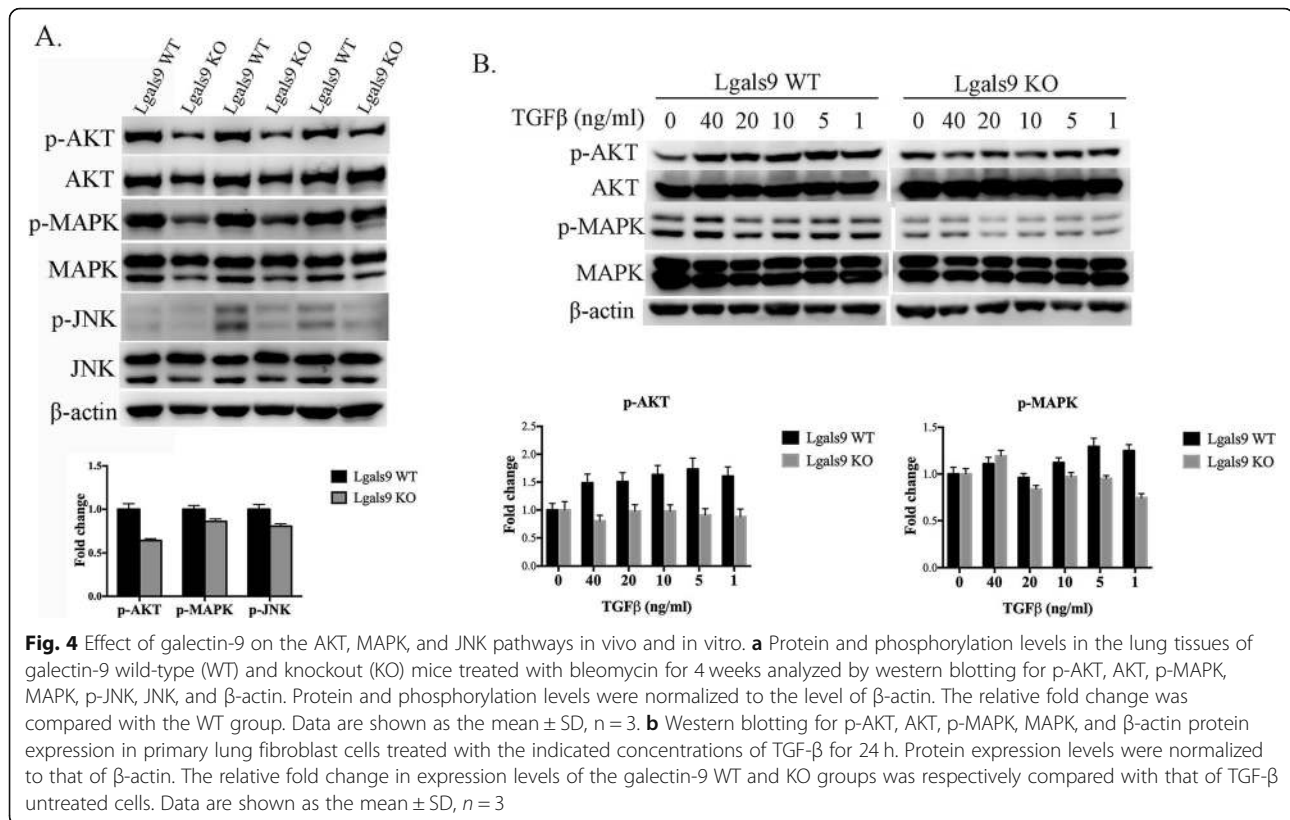 A.
Lgals9 WT Lgals9 KO Lgals9 WT Lgals9 KO Lgals9 WT Lgals9 KO
p-AKT
AKT
p-MAPK
MAPK
p-JNK
JNK
β-actin
1.5
1.0
0.5
0.0
Fold change
p-AKT p-MAPK p-JNK
Lgals9 WT
Lgals9 KO
B.
Lgals9 WT Lgals9 KO
TGFβ (ng/ml) 0 40 20 10 5 1 0 40 20 10 5 1
p-AKT
AKT
p-MAPK
MAPK
β-actin
p-AKT
2.5
2.0
1.5
1.0
0.5
0.0
Fold change
0 40 20 10 5 1
TGFβ (ng/ml)
Lgals9 WT
Lgals9 KO
p-MAPK
1.5
1.0
0.5
0.0
Fold change
0 40 20 10 5 1
TGFβ (ng/ml)
Lgals9 WT
Lgals9 KO
Fig. 4 Effect of galectin-9 on the AKT, MAPK, and JNK pathways in vivo and in vitro. a Protein and phosphorylation levels in the lung tissues of
galectin-9 wild-type (WT) and knockout (KO) mice treated with bleomycin for 4 weeks analyzed by western blotting for p-AKT, AKT, p-MAPK,
MAPK, p-JNK, JNK, and β-actin. Protein and phosphorylation levels were normalized to the level of β-actin. The relative fold change was
compared with the WT group. Data are shown as the mean ± SD, n = 3. b Western blotting for p-AKT, AKT, p-MAPK, MAPK, and β-actin protein
expression in primary lung fibroblast cells treated with the indicated concentrations of TGF-β for 24 h. Protein expression levels were normalized
to that of β-actin. The relative fold change in expression levels of the galectin-9 WT and KO groups was respectively compared with that of TGF-β
untreated cells. Data are shown as the mean ± SD, n = 3